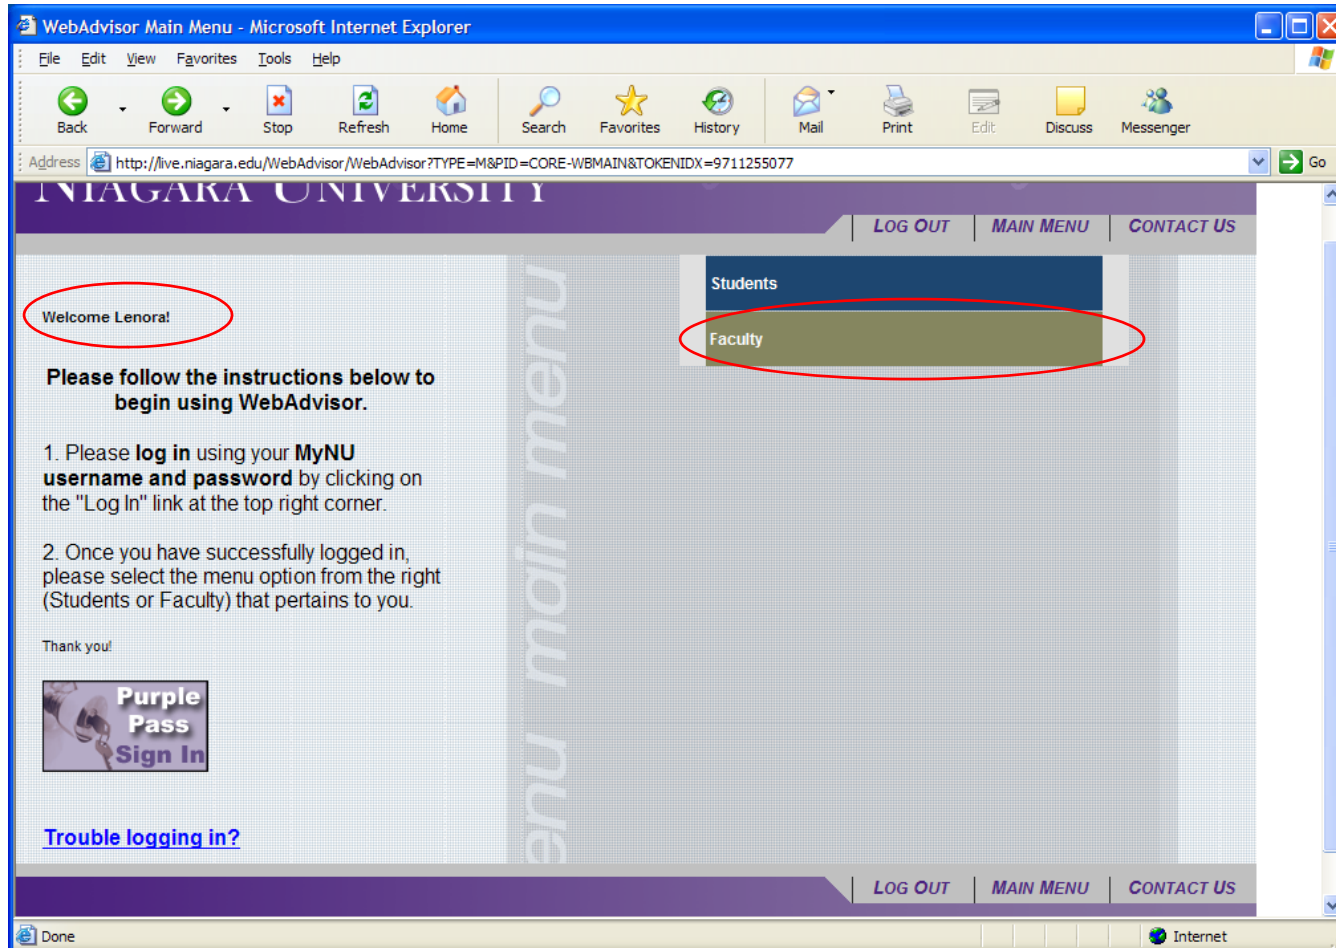 WebAdvisor Main Menu - Microsoft Internet Explorer
File Edit View Favorites Tools Help
Back Forward Stop Refresh Home Search Favorites History Mail Print Edit Discuss Messenger
Address http://live.niagara.edu/WebAdvisor/WebAdvisor?TYPE=M&PID=CORE-WBMAIN&TOKENIDX=9711255077 Go
NIAGARA UNIVERSITY
LOG OUT MAIN MENU CONTACT US
Students
Faculty
Welcome Lenora!
Please follow the instructions below to
begin using WebAdvisor.
1. Please log in using your MyNU
username and password by clicking on
the "Log In" link at the top right corner.
2. Once you have successfully logged in,
please select the menu option from the right
(Students or Faculty) that pertains to you.
Thank you!
Purple
Pass
Sign In
Trouble logging in?
enu main menu
LOG OUT MAIN MENU CONTACT US
Done Internet